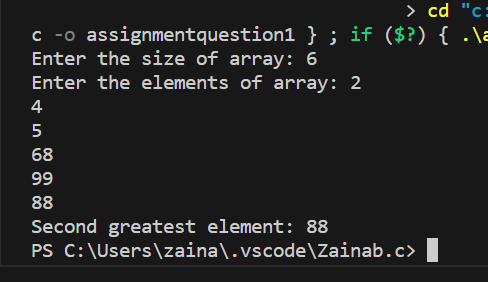 > cd "c:
c -o assignmentquestion1 } ; if ($?) { .\a
Enter the size of array: 6
Enter the elements of array: 2
4
5
68
99
88
Second greatest element: 88
PS C:\Users\zaina\.vscode\Zainab.c>